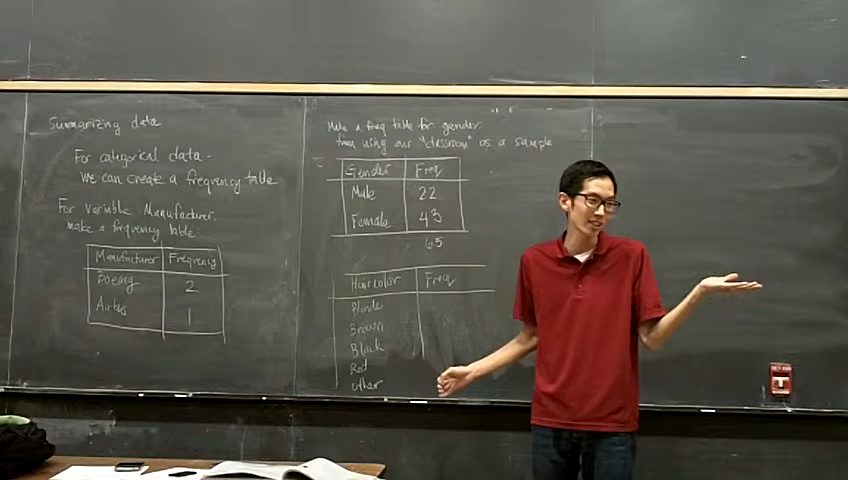 Summarizing data
For categorical data -
We can create a frequency table
For variable Manufacturer,
make a frequency table:
Manufacturer Frequency
Boeing 2
Airbus 1
Make a freq table for gender
using our "classroom" as a sample
Gender Freq
Male 22
Female 43
65
Hair color Freq
Blonde
Brown
Black
Red
other